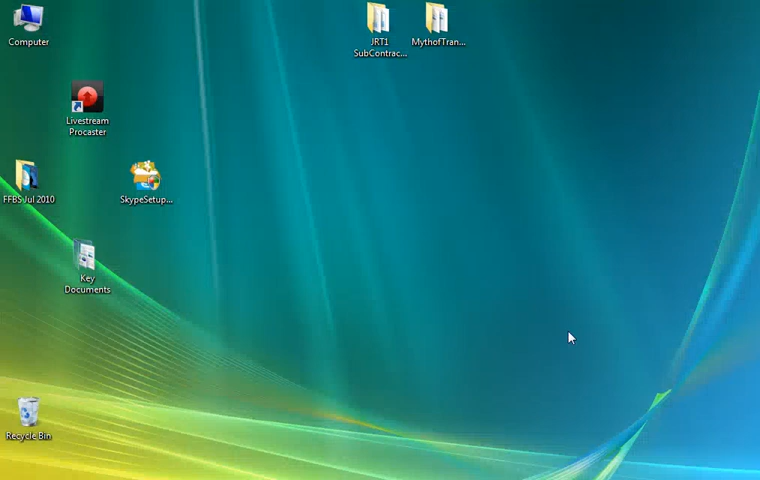 Computer
JRT1
SubContrac...
MythofTran...
Livestream
Procaster
FFBS Jul 2010
SkypeSetup...
Key
Documents
Recycle Bin